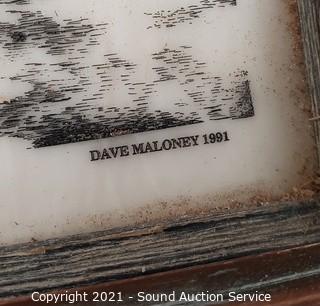 DAVE MALONEY 1991
Copyright 2021 - Sound Auction Service